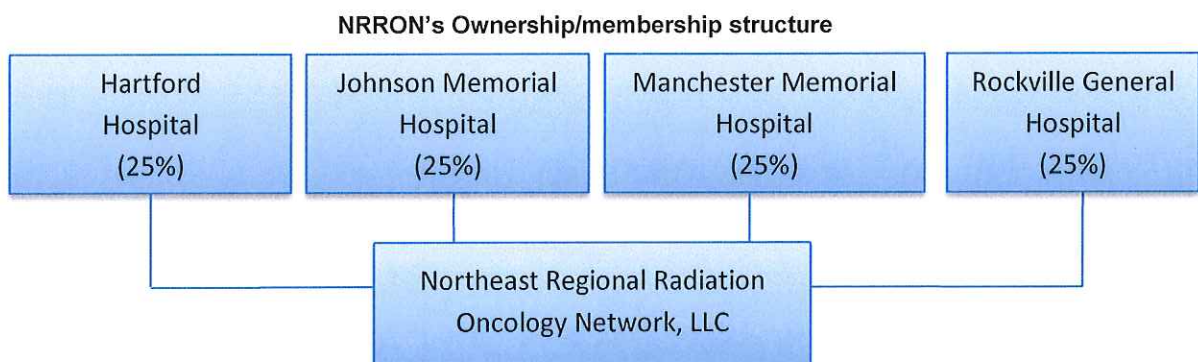 NRRON's Ownership/membership structure
Hartford
Hospital
(25%)
Johnson Memorial
Hospital
(25%)
Manchester Memorial
Hospital
(25%)
Rockville General
Hospital
(25%)
Northeast Regional Radiation
Oncology Network, LLC